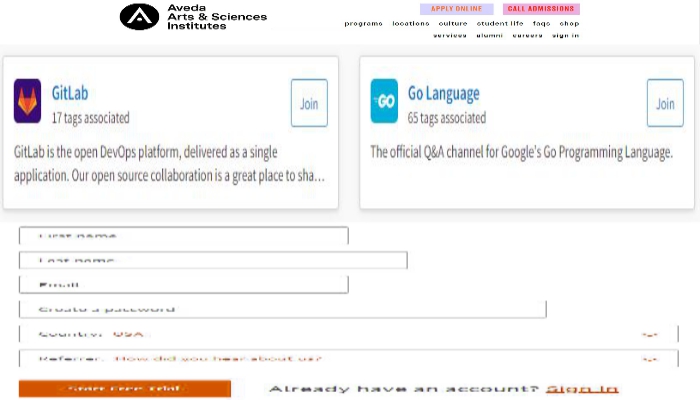 Aveda
Arts & Sciences
Institutes
APPLY ONLINE CALL ADMISSIONS
programs locations culture student life faqs shop
services alumni careers sign in
GitLab
17 tags associated
Join
GitLab is the open DevOps platform, delivered as a single
application. Our open source collaboration is a great place to sha...
GO
Go Language
65 tags associated
Join
The official Q&A channel for Google's Go Programming Language.
First name
Last name
Email
Create a password
Country: USA
Referrer: How did you hear about us?
Start Free Trial
Already have an account? Sign In